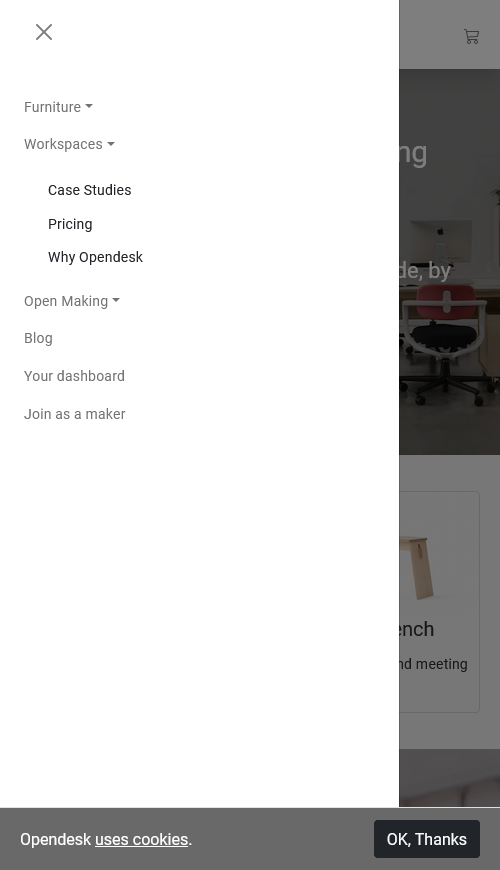 Furniture
Workspaces
Case Studies
Pricing
Why Opendesk
Open Making
Blog
Your dashboard
Join as a maker
ng
de, by
ench
nd meeting
Opendesk uses cookies.
OK, Thanks